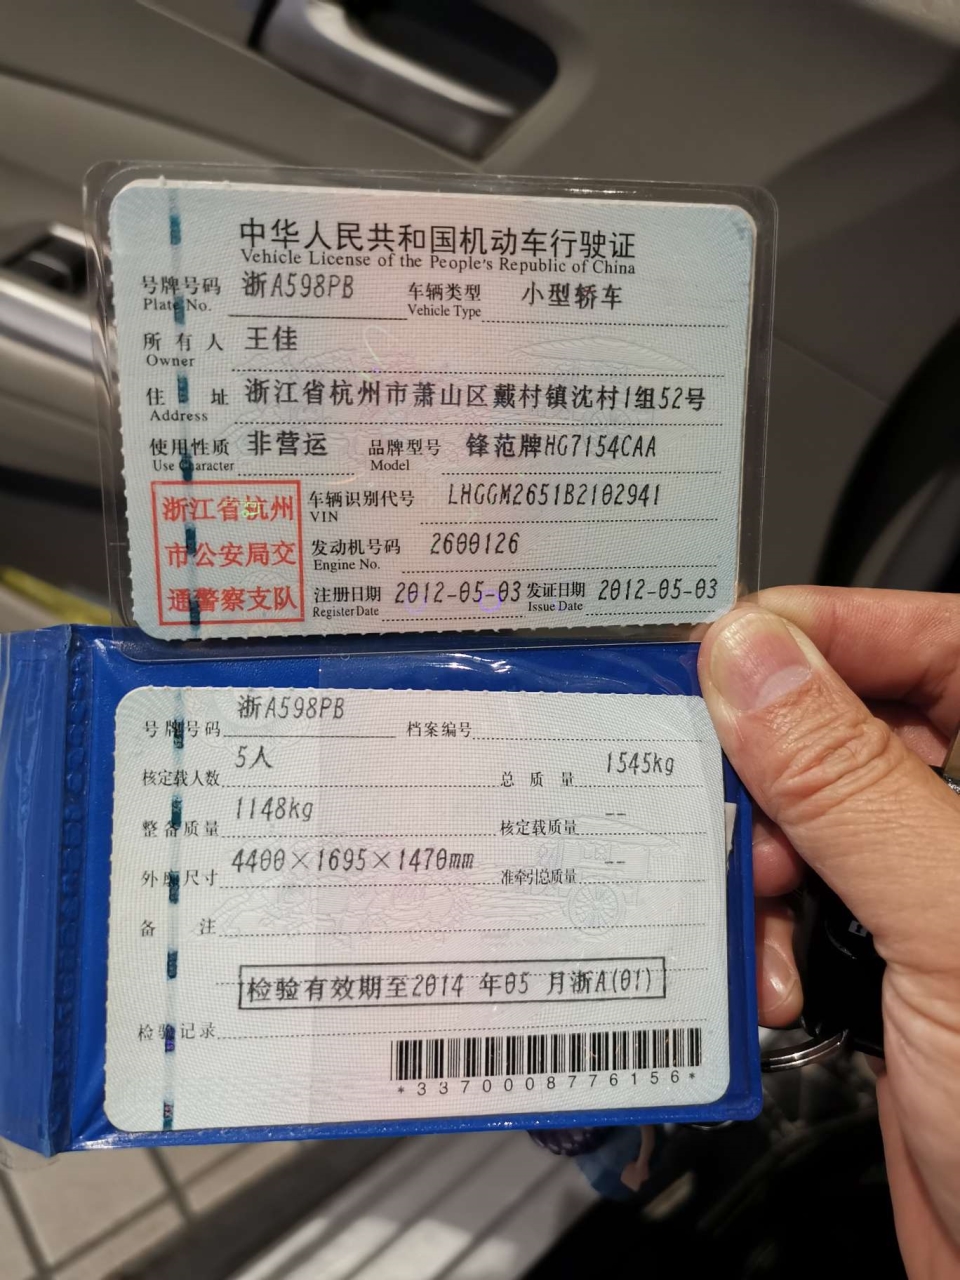 中华人民共和国机动车行驶证
Vehicle License of the People's Republic of China
号牌号码 浙A598PB 车辆类型 小型轿车
Plate No. Vehicle Type
所有人 王佳
Owner
住址 浙江省杭州市萧山区戴村镇沈村1组52号
Address
使用性质 非营运 品牌型号 锋范牌HG7154CAA
Use Character Model
浙江省杭州
市公安局交
通警察支队
车辆识别代号 LHGGM2651B2102941
VIN
发动机号码 2600126
Engine No.
注册日期 2012-05-03 发证日期 2012-05-03
Register Date Issue Date
号牌号码 浙A598PB 档案编号
核定载人数 5人 总质量 1545kg
整备质量 1148kg 核定载质量 --
外廓尺寸 4400×1695×1470mm 准牵引总质量 --
备注
检验有效期至2014 年05 月浙A(01)
检验记录
*3370008776156*